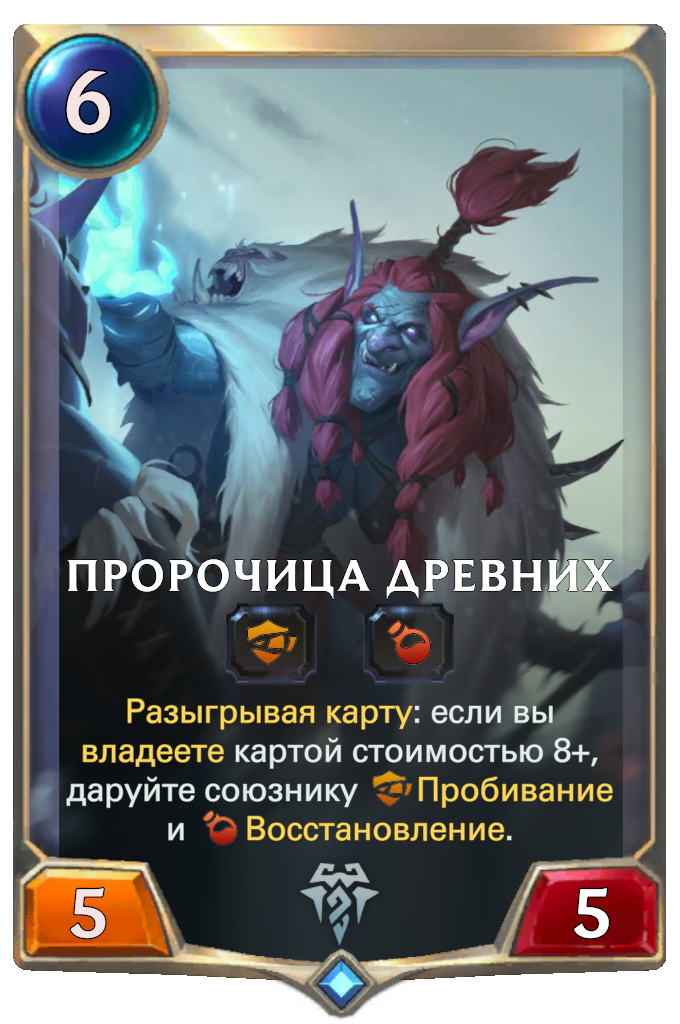 6
ПРОРОЧИЦА ДРЕВНИХ
Разыгрывая карту: если вы
владеете картой стоимостью 8+,
даруйте союзнику Пробивание
и Восстановление.
5
5